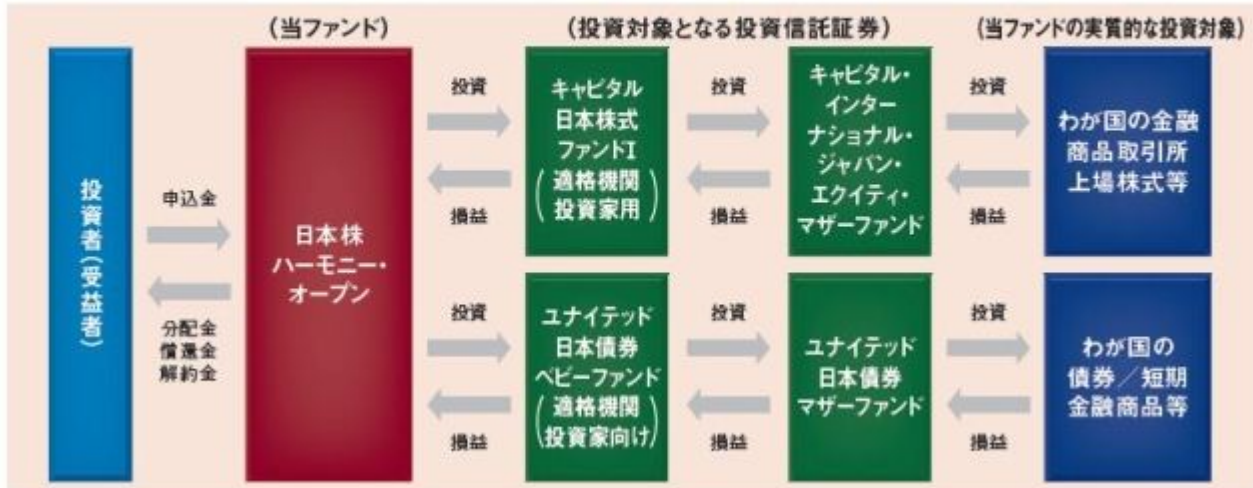 (当ファンド)
(投資対象となる投資信託証券)
(当ファンドの実質的な投資対象)
投資者(受益者)
申込金
分配金
償還金
解約金
日本株
ハーモニー・
オープン
投資
損益
キャピタル
日本株式
ファンドI
(適格機関
投資家用)
投資
損益
キャピタル・
インター
ナショナル・
ジャパン・
エクイティ・
マザーファンド
投資
損益
わが国の金融
商品取引所
上場株式等
投資
損益
ユナイテッド
日本債券
ベビーファンド
(適格機関
投資家向け)
投資
損益
ユナイテッド
日本債券
マザーファンド
投資
損益
わが国の
債券/短期
金融商品等